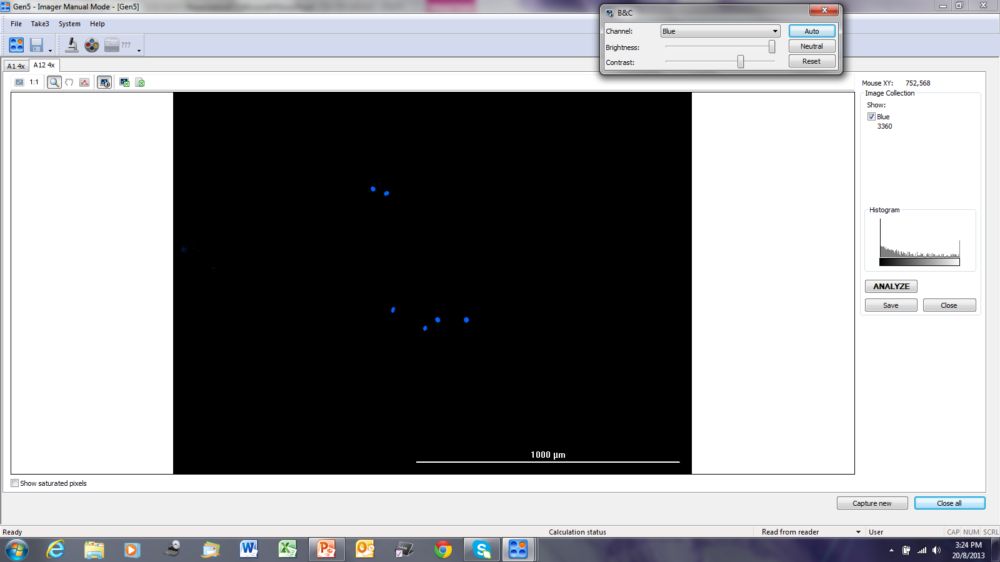 Gen5 - Imager Manual Mode - [Gen5]
B&C
File Take3 System Help
Channel: Blue Auto
Brightness: Neutral
Contrast: Reset
???
A1 4x A12 4x
1:1
Mouse XY: 752,568
Image Collection
Show:
Blue
3360
Histogram
ANALYZE
Save Close
1000 µm
Show saturated pixels
Capture new Close all
Ready Calculation status Read from reader User CAP NUM SCRL
3:24 PM
20/8/2013